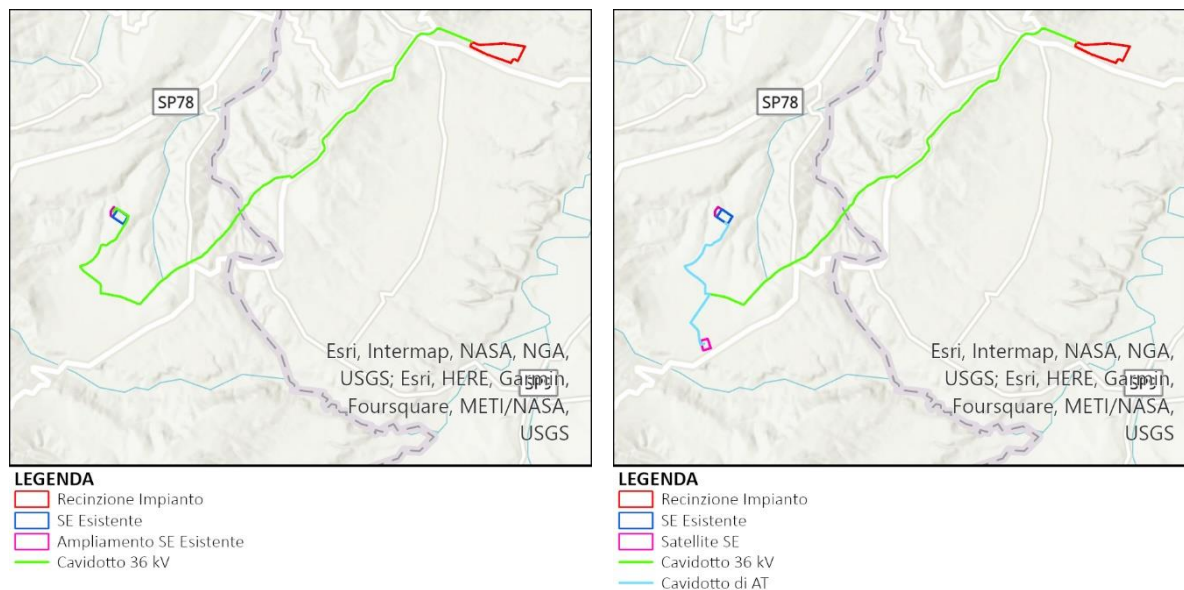 SP78
Esri, Intermap, NASA, NGA,
USGS; Esri, HERE, Garmin,
Foursquare, METI/NASA,
USGS
LEGENDA
Recinzione Impianto
SE Esistente
Ampliamento SE Esistente
Cavidotto 36 kV
SP78
Esri, Intermap, NASA, NGA,
USGS; Esri, HERE, Garmin,
Foursquare, METI/NASA,
USGS
LEGENDA
Recinzione Impianto
SE Esistente
Satellite SE
Cavidotto 36 kV
Cavidotto di AT